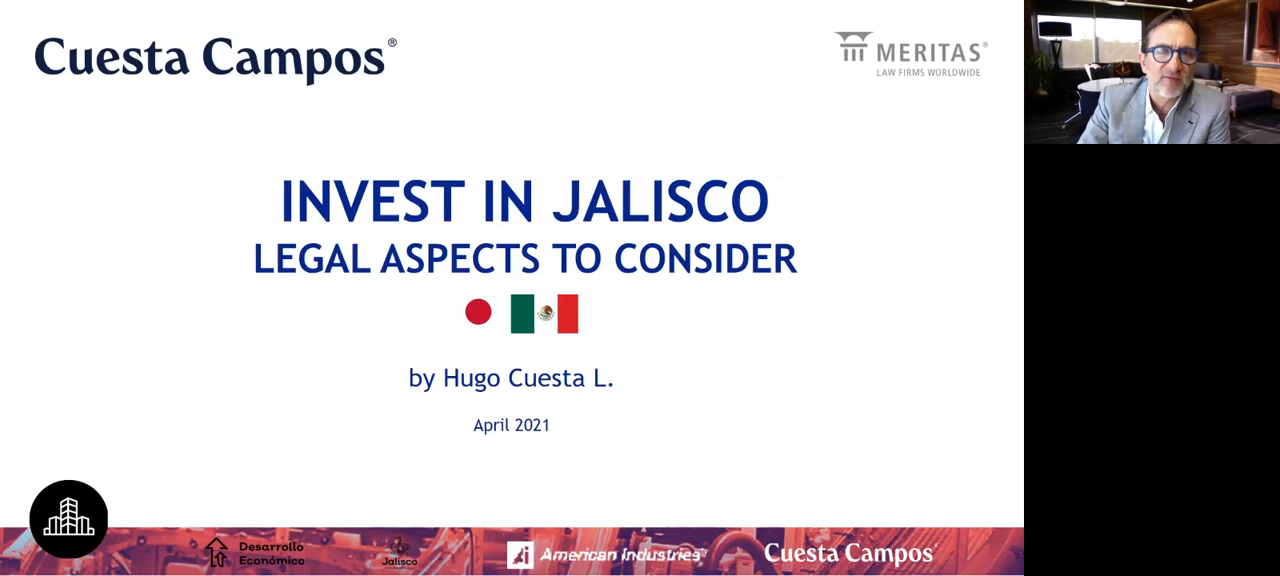 Cuesta Campos®
MERITAS®
LAW FIRMS WORLDWIDE
INVEST IN JALISCO
LEGAL ASPECTS TO CONSIDER
by Hugo Cuesta L.
April 2021
Desarrollo
Económico
Jalisco
American Industries
Cuesta Campos®